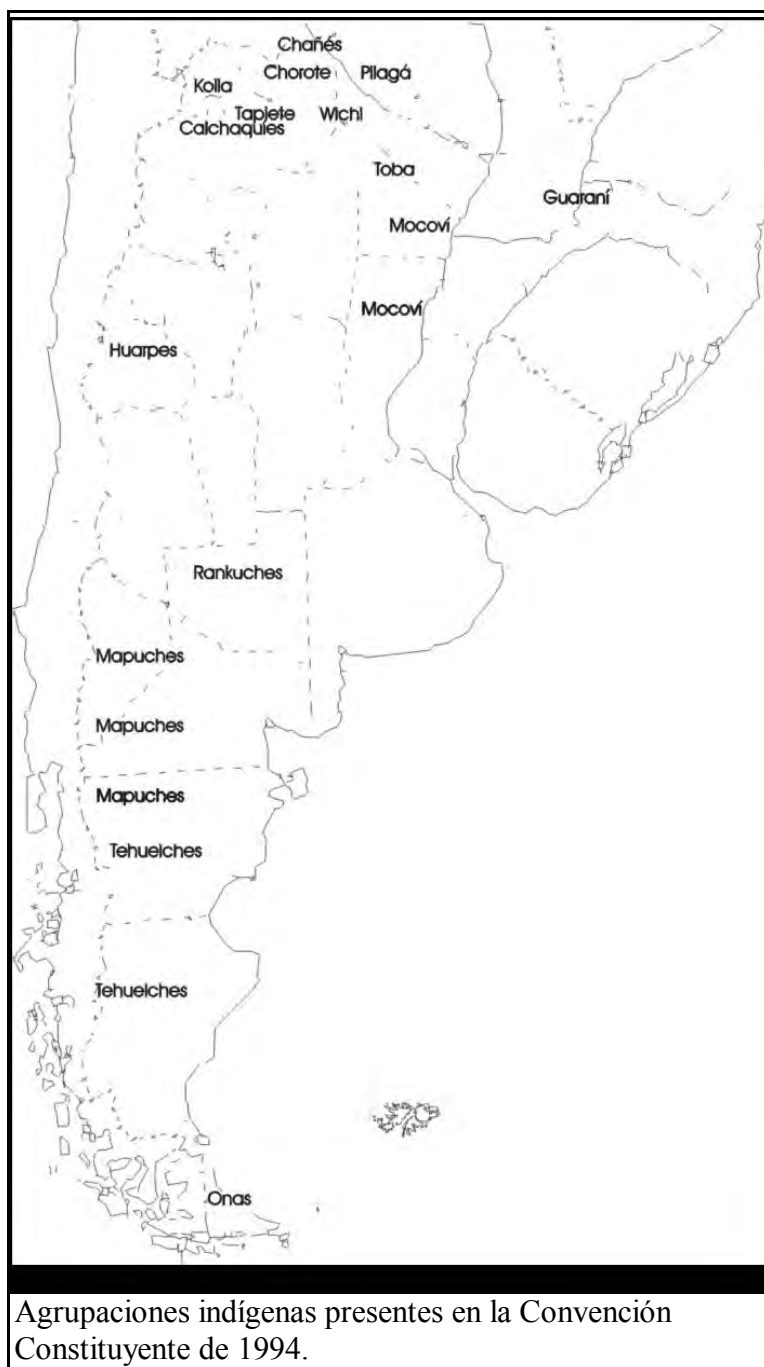 Chañés
Chorote
Pilagá
Kolla
Tapiete
Wichi
Calchaquíes
Toba
Guaraní
Mocoví
Mocoví
Huarpes
Rankuches
Mapuches
Mapuches
Mapuches
Tehuelches
Tehuelches
Onas
Agrupaciones indígenas presentes en la Convención
Constituyente de 1994.